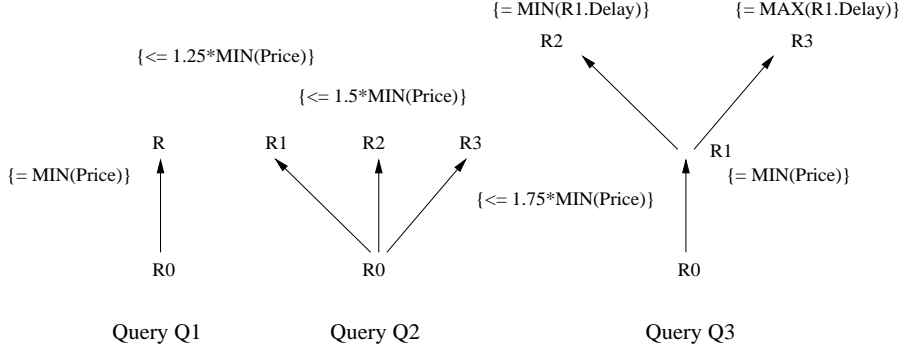 {= MIN(R1.Delay)} {= MAX(R1.Delay)}
R2 R3
{<= 1.25*MIN(Price)}
{<= 1.5*MIN(Price)}
R R1 R2 R3 R1
{= MIN(Price)} {= MIN(Price)}
{<= 1.75*MIN(Price)}
R0 R0 R0
Query Q1 Query Q2 Query Q3